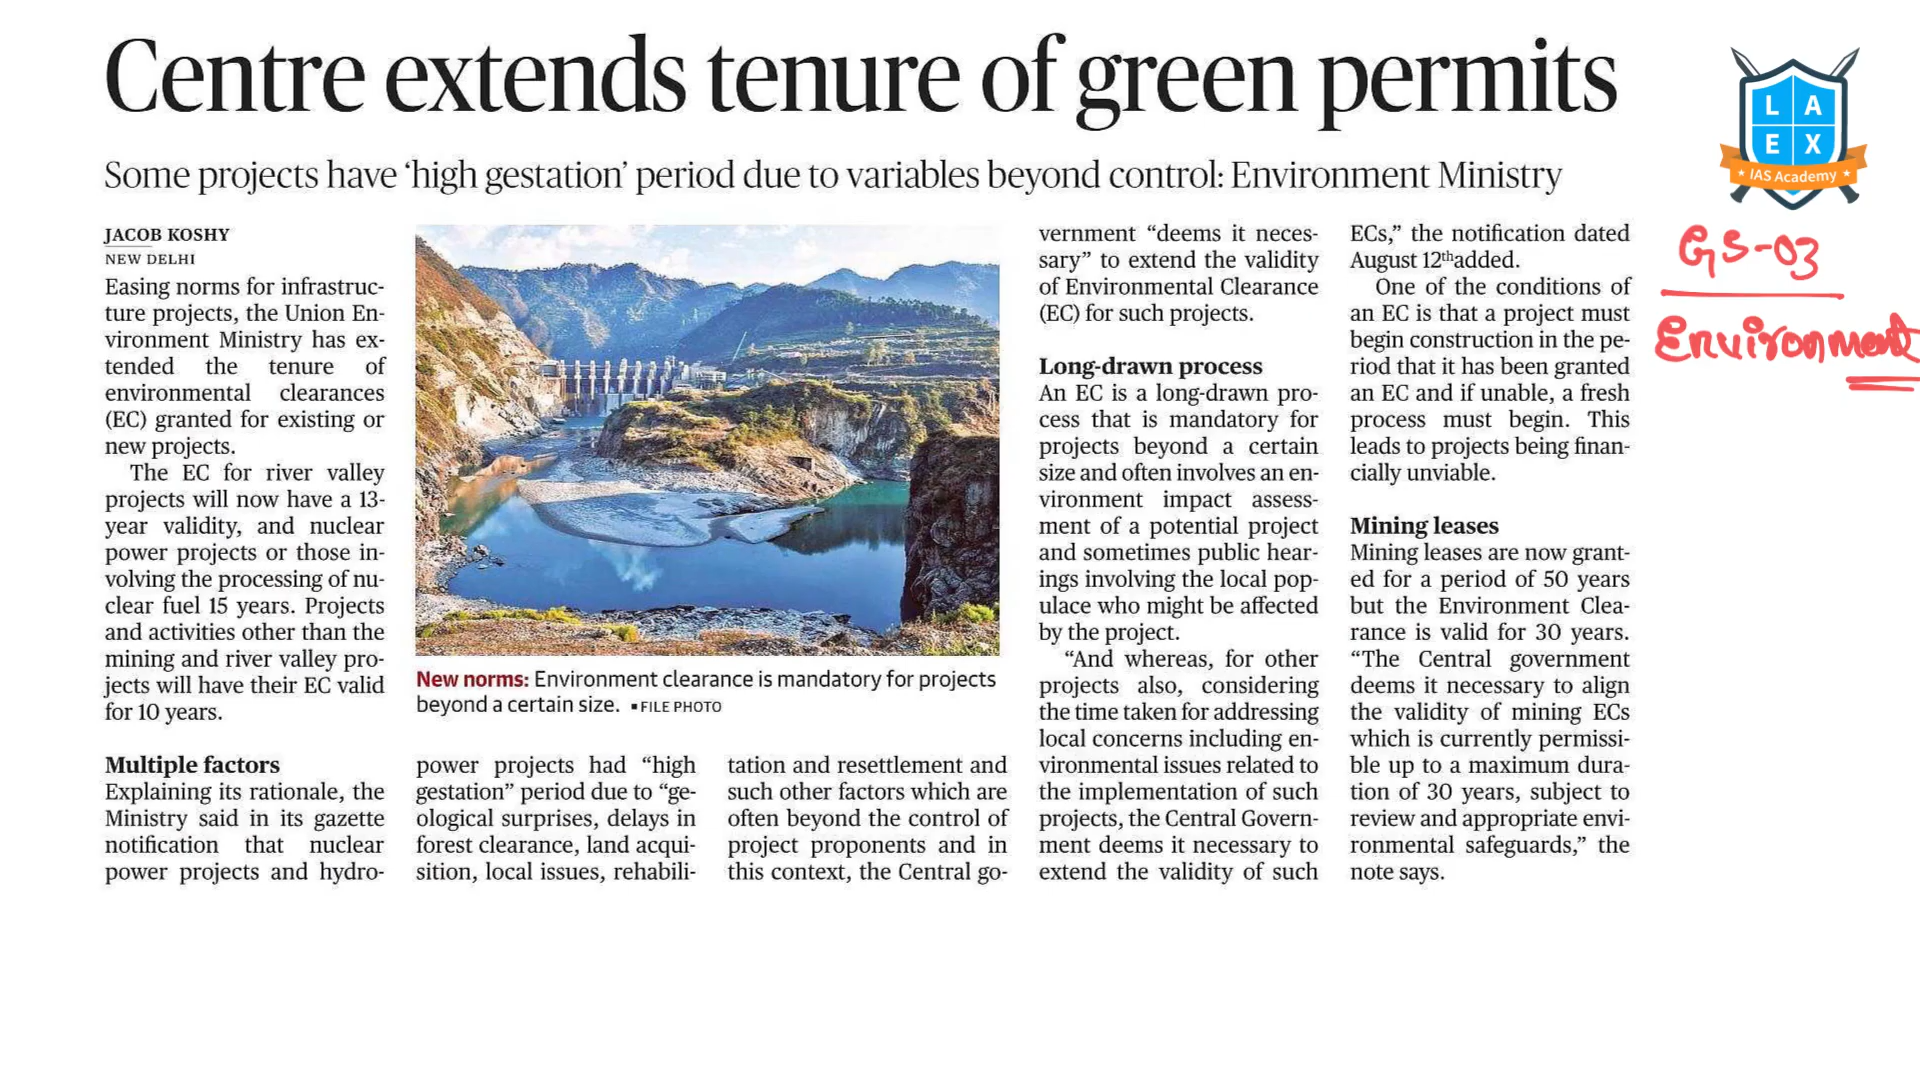 Centre extends tenure of green permits
Some projects have ‘high gestation’ period due to variables beyond control: Environment Ministry
JACOB KOSHY
NEW DELHI
Easing norms for infrastruc-
ture projects, the Union En-
vironment Ministry has ex-
tended the tenure of
environmental clearances
(EC) granted for existing or
new projects.
The EC for river valley
projects will now have a 13-
year validity, and nuclear
power projects or those in-
volving the processing of nu-
clear fuel 15 years. Projects
and activities other than the
mining and river valley pro-
jects will have their EC valid
for 10 years.
Multiple factors
Explaining its rationale, the
Ministry said in its gazette
notification that nuclear
power projects and hydro-
New norms: Environment clearance is mandatory for projects
beyond a certain size. ▪ FILE PHOTO
power projects had “high
gestation” period due to “ge-
ological surprises, delays in
forest clearance, land acqui-
sition, local issues, rehabili-
tation and resettlement and
such other factors which are
often beyond the control of
project proponents and in
this context, the Central go-
vernment “deems it neces-
sary” to extend the validity
of Environmental Clearance
(EC) for such projects.
Long-drawn process
An EC is a long-drawn pro-
cess that is mandatory for
projects beyond a certain
size and often involves an en-
vironment impact assess-
ment of a potential project
and sometimes public hear-
ings involving the local pop-
ulace who might be affected
by the project.
“And whereas, for other
projects also, considering
the time taken for addressing
local concerns including en-
vironmental issues related to
the implementation of such
projects, the Central Govern-
ment deems it necessary to
extend the validity of such
ECs,” the notification dated
August 12thadded.
One of the conditions of
an EC is that a project must
begin construction in the pe-
riod that it has been granted
an EC and if unable, a fresh
process must begin. This
leads to projects being finan-
cially unviable.
Mining leases
Mining leases are now grant-
ed for a period of 50 years
but the Environment Clea-
rance is valid for 30 years.
“The Central government
deems it necessary to align
the validity of mining ECs
which is currently permissi-
ble up to a maximum dura-
tion of 30 years, subject to
review and appropriate envi-
ronmental safeguards,” the
note says.
L A
E X
IAS Academy
GS-03
Environment